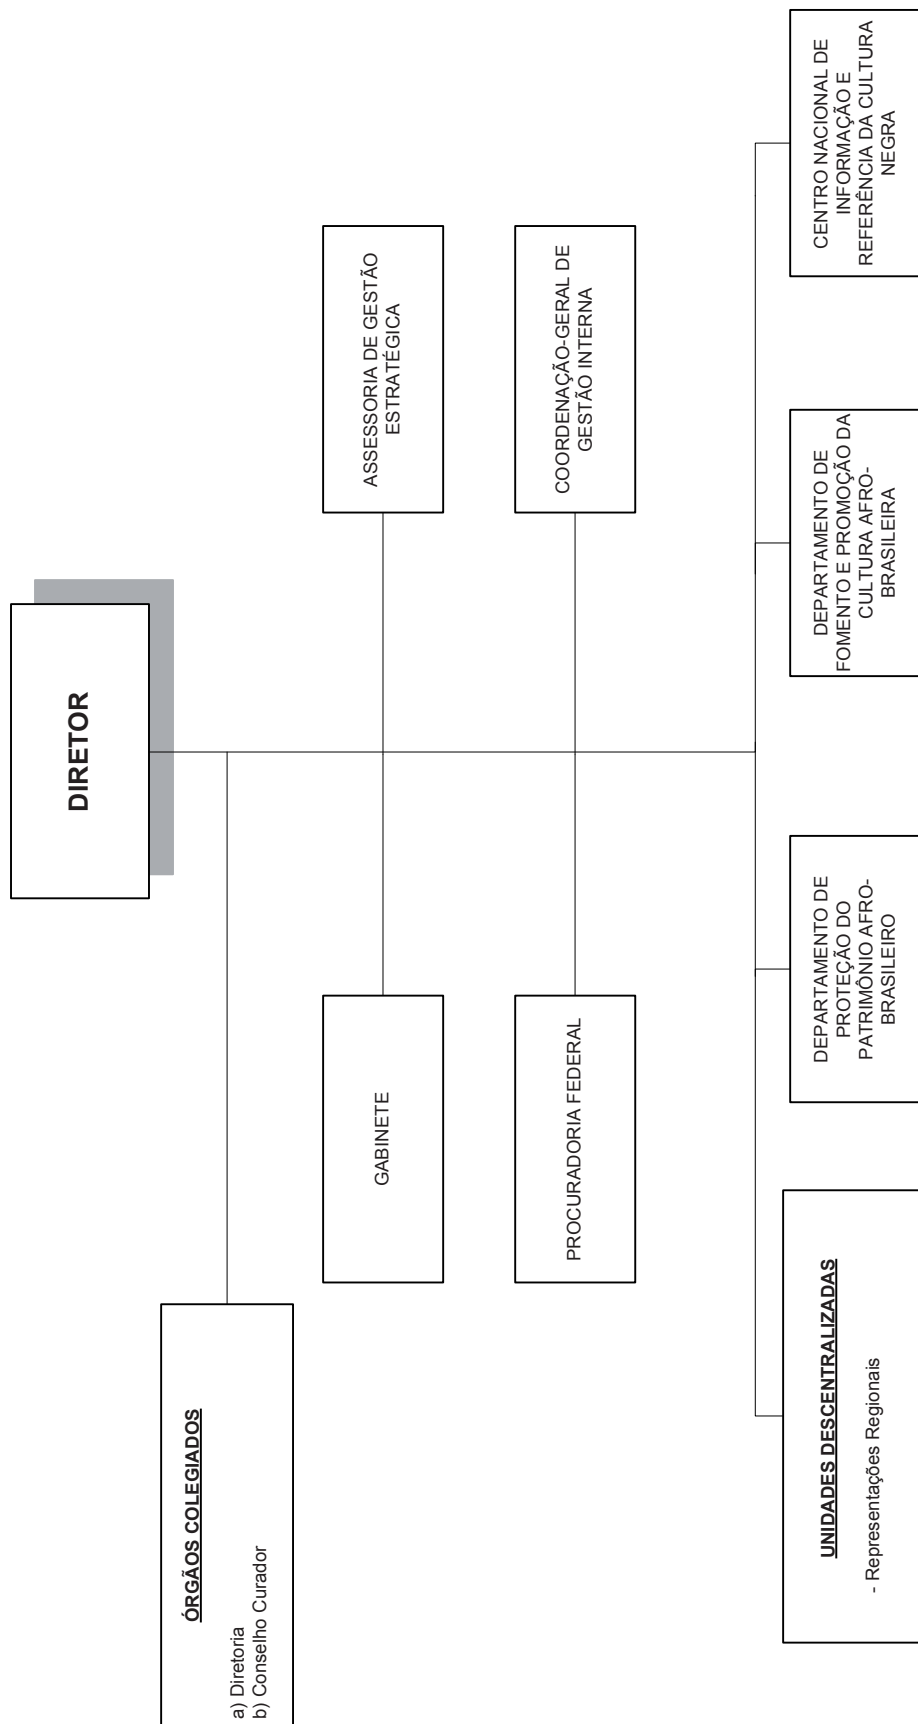 DIRETOR
ÓRGÃOS COLEGIADOS
a) Diretoria
b) Conselho Curador
GABINETE
ASSESSORIA DE GESTÃO
ESTRATÉGICA
PROCURADORIA FEDERAL
COORDENAÇÃO-GERAL DE
GESTÃO INTERNA
UNIDADES DESCENTRALIZADAS
- Representações Regionais
DEPARTAMENTO DE
PROTEÇÃO DO
PATRIMÔNIO AFRO-
BRASILEIRO
DEPARTAMENTO DE
FOMENTO E PROMOÇÃO DA
CULTURA AFRO-
BRASILEIRA
CENTRO NACIONAL DE
INFORMAÇÃO E
REFERÊNCIA DA CULTURA
NEGRA